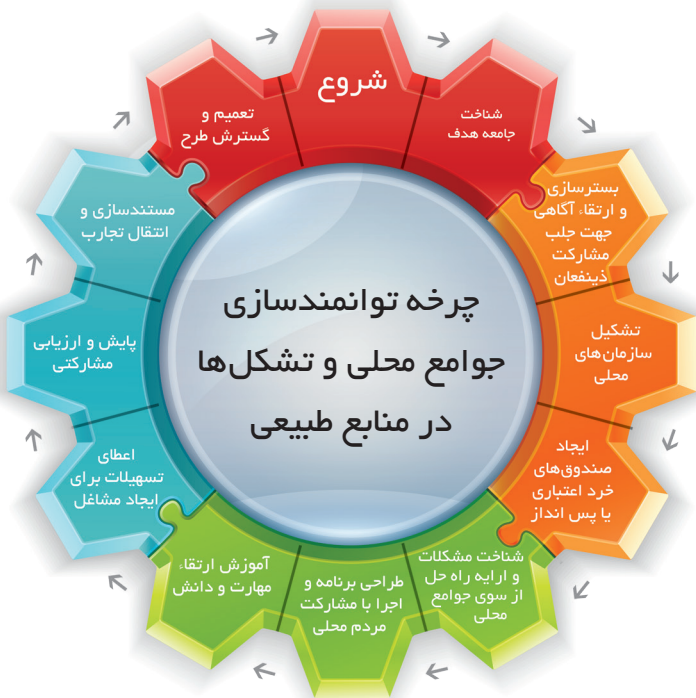 چرخه توانمندسازی
جوامع محلی و تشکل‌ها
در منابع طبیعی
شروع
شناخت
جامعه هدف
بسترسازی
و ارتقاء آگاهی
جهت جلب
مشارکت
ذینفعان
تشکیل
سازمان‌های
محلی
ایجاد
صندوق‌های
خرد اعتباری
یا پس انداز
شناخت مشکلات
و ارایه راه حل
از سوی جوامع
محلی
طراحی برنامه و
اجرا با مشارکت
مردم محلی
آموزش ارتقاء
مهارت و دانش
اعطای
تسهیلات برای
ایجاد مشاغل
پایش و ارزیابی
مشارکتی
مستندسازی و
انتقال تجارب
تعمیم و
گسترش طرح